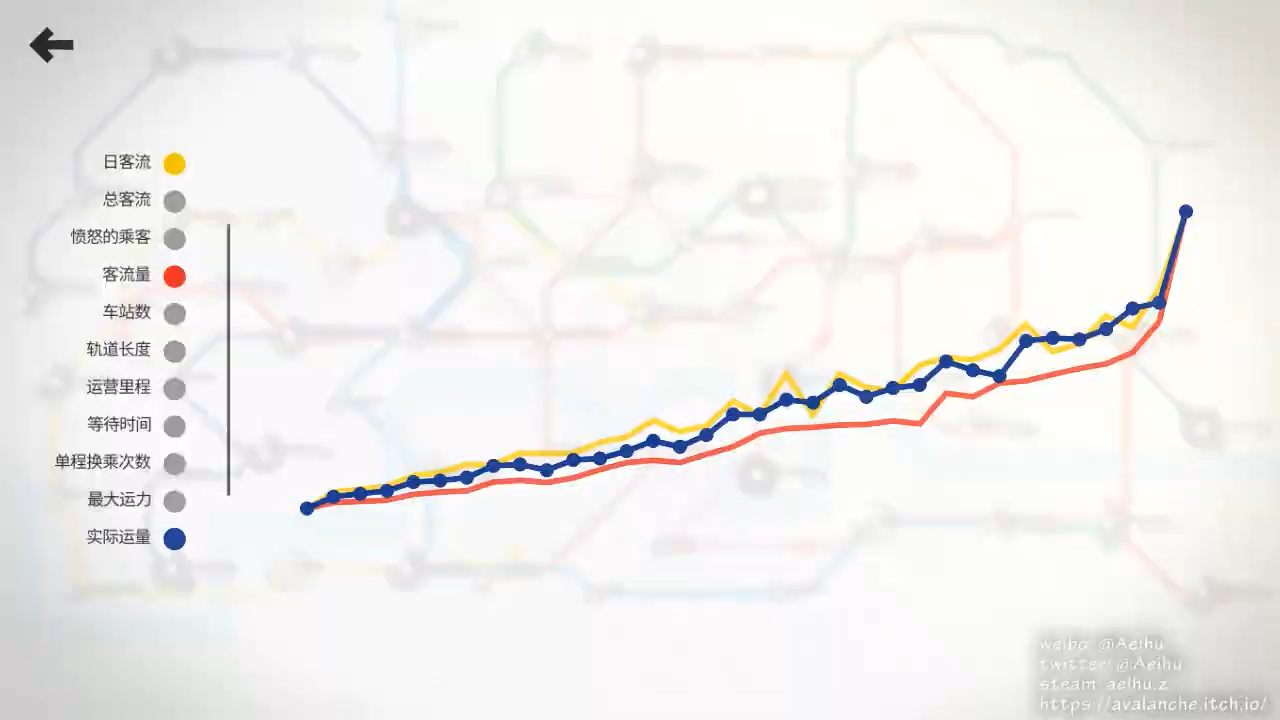 日客流
总客流
愤怒的乘客
客流量
车站数
轨道长度
运营里程
等待时间
单程换乘次数
最大运力
实际运量
weibo: @Aeihu
twitter: @Aeihu
steam: aeihu.z
https://avalanche.itch.io/